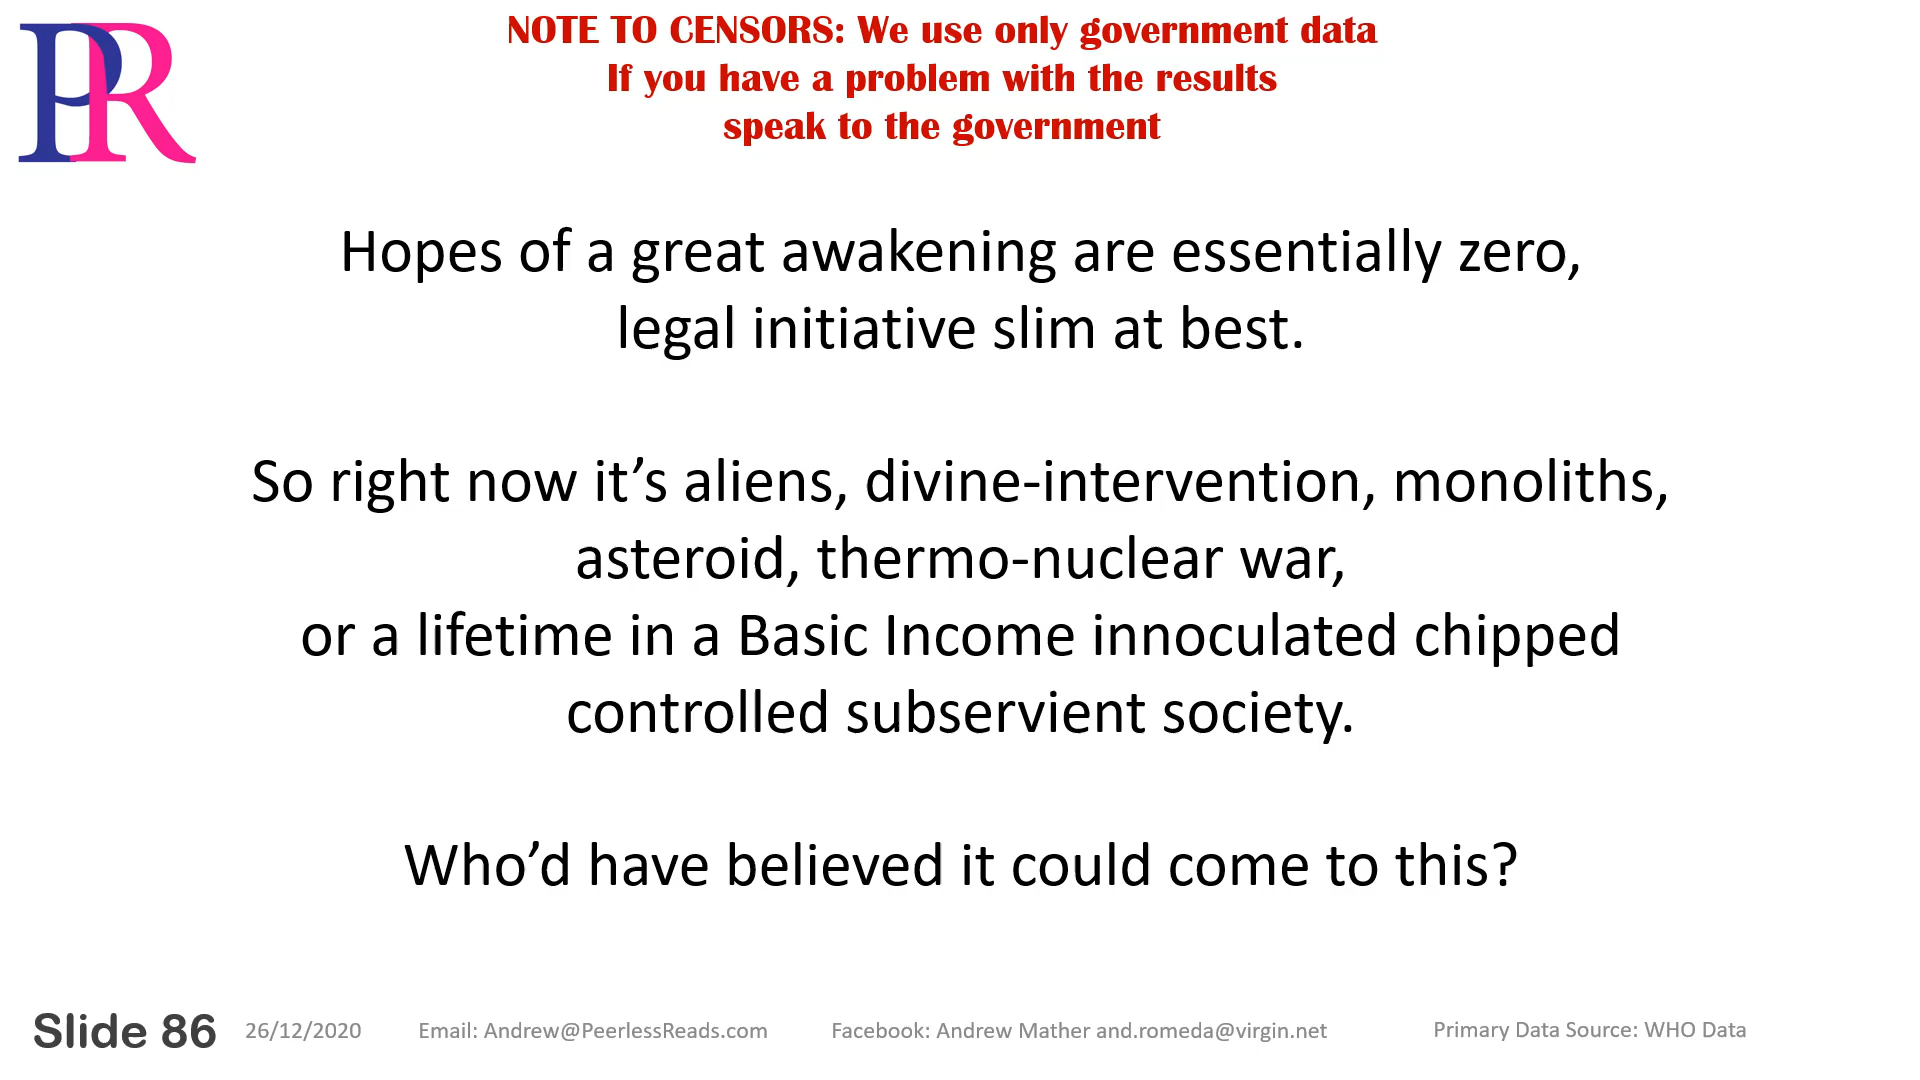 PR
NOTE TO CENSORS: We use only government data
If you have a problem with the results
speak to the government
Hopes of a great awakening are essentially zero,
legal initiative slim at best.
So right now it’s aliens, divine-intervention, monoliths,
asteroid, thermo-nuclear war,
or a lifetime in a Basic Income innoculated chipped
controlled subservient society.
Who’d have believed it could come to this?
Slide 86 26/12/2020 Email: Andrew@PeerlessReads.com Facebook: Andrew Mather and.romeda@virgin.net Primary Data Source: WHO Data